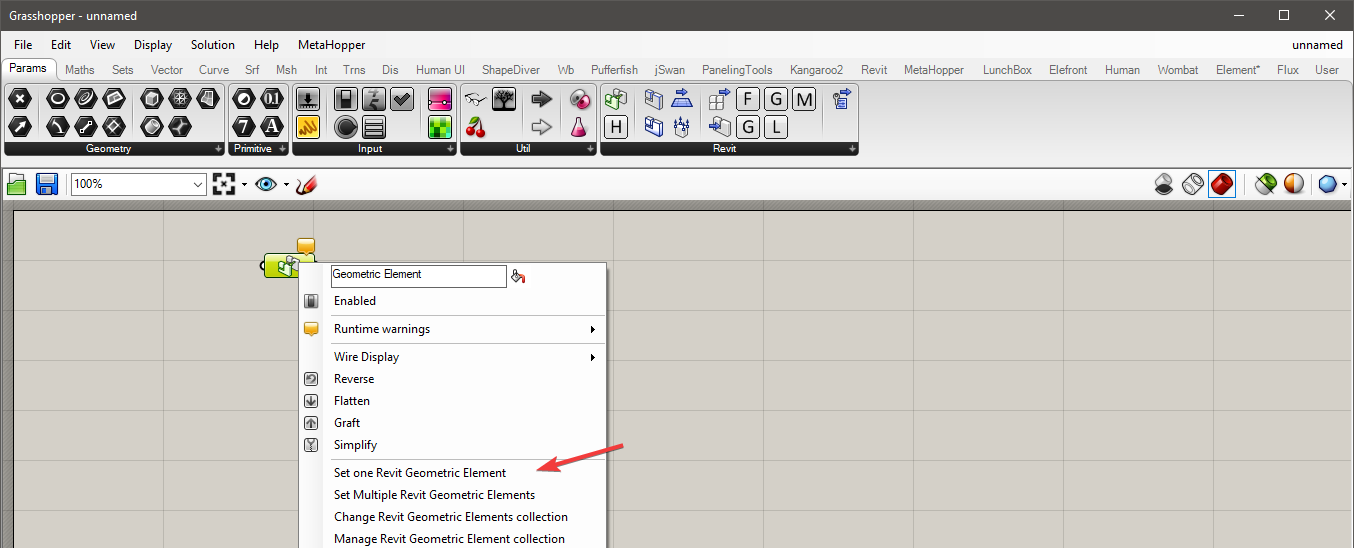 Grasshopper - unnamed
File Edit View Display Solution Help MetaHopper unnamed
Params Maths Sets Vector Curve Srf Msh Int Trns Dis Human UI ShapeDiver Wb Pufferfish jSwan PanelingTools Kangaroo2 Revit MetaHopper LunchBox Elefront Human Wombat Element* Flux User
0.1 F G M
7 A H G L
Geometry Primitive Input Util Revit
100%
Geometric Element
Enabled
Runtime warnings
Wire Display
Reverse
Flatten
Graft
Simplify
Set one Revit Geometric Element
Set Multiple Revit Geometric Elements
Change Revit Geometric Elements collection
Manage Revit Geometric Element collection